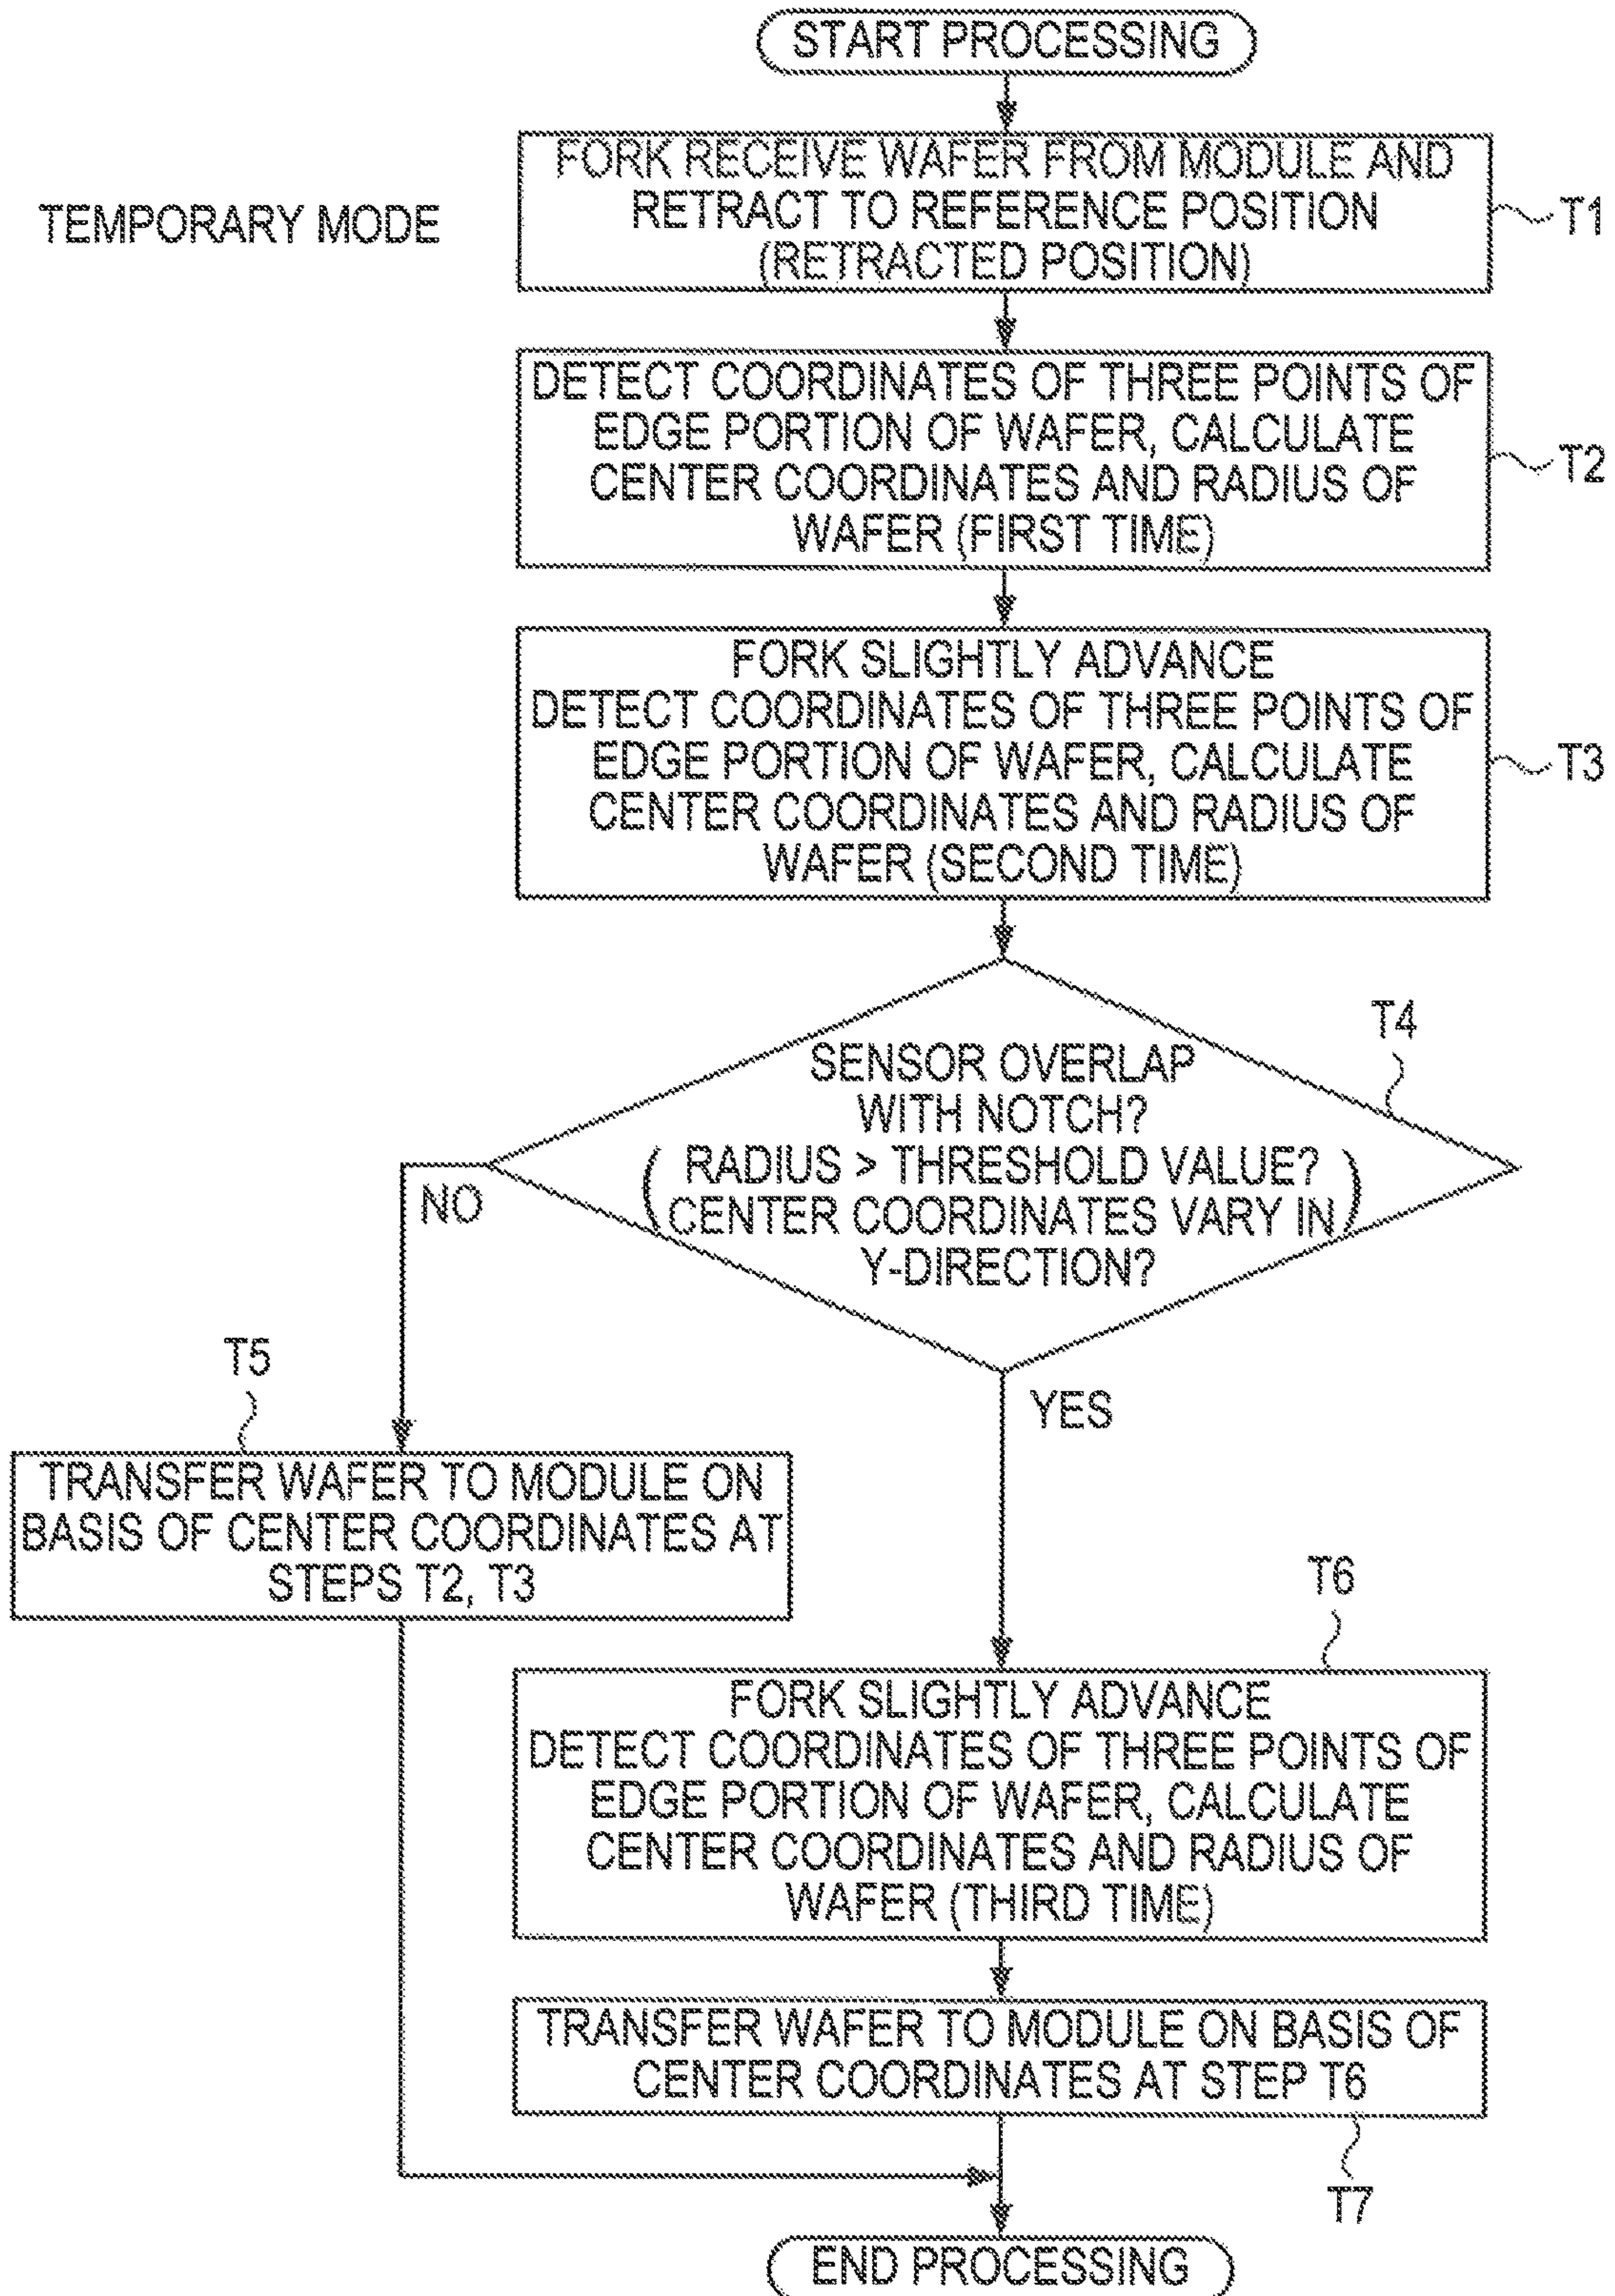 START PROCESSING
TEMPORARY MODE
FORK RECEIVE WAFER FROM MODULE AND
RETRACT TO REFERENCE POSITION
(RETRACTED POSITION)
T1
DETECT COORDINATES OF THREE POINTS OF
EDGE PORTION OF WAFER, CALCULATE
CENTER COORDINATES AND RADIUS OF
WAFER (FIRST TIME)
T2
FORK SLIGHTLY ADVANCE
DETECT COORDINATES OF THREE POINTS OF
EDGE PORTION OF WAFER, CALCULATE
CENTER COORDINATES AND RADIUS OF
WAFER (SECOND TIME)
T3
T4
SENSOR OVERLAP
WITH NOTCH?
( RADIUS > THRESHOLD VALUE?
CENTER COORDINATES VARY IN )
Y-DIRECTION?
NO
YES
T5
TRANSFER WAFER TO MODULE ON
BASIS OF CENTER COORDINATES AT
STEPS T2, T3
T6
FORK SLIGHTLY ADVANCE
DETECT COORDINATES OF THREE POINTS OF
EDGE PORTION OF WAFER, CALCULATE
CENTER COORDINATES AND RADIUS OF
WAFER (THIRD TIME)
TRANSFER WAFER TO MODULE ON BASIS OF
CENTER COORDINATES AT STEP T6
T7
END PROCESSING